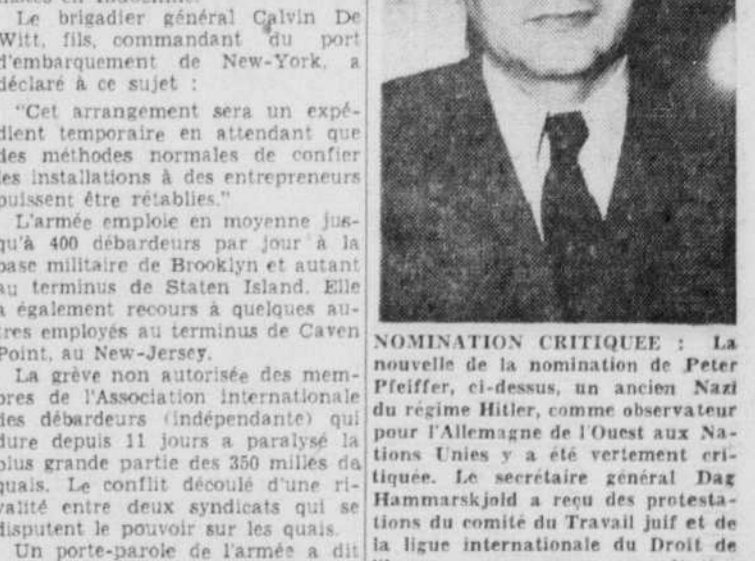 Le brigadier général Calvin De
Witt, fils, commandant du port
d'embarquement de New-York, a
déclaré à ce sujet :
"Cet arrangement sera un expé-
dient temporaire en attendant que
des méthodes normales de confier
les installations à des entrepreneurs
puissent être rétablies."
L'armée emploie en moyenne jus-
qu'à 400 débardeurs par jour à la
base militaire de Brooklyn et autant
au terminus de Staten Island. Elle
a également recours à quelques au-
tres employés au terminus de Caven
Point, au New-Jersey.
La grève non autorisée des mem-
bres de l'Association internationale
des débardeurs (indépendante) qui
dure depuis 11 jours a paralysé la
plus grande partie des 350 milles de
quais. Le conflit découlé d'une ri-
valité entre deux syndicats qui se
disputent le pouvoir sur les quais.
Un porte-parole de l'armée a dit
NOMINATION CRITIQUEE : La
nouvelle de la nomination de Peter
Pfeiffer, ci-dessus, un ancien Nazi
du régime Hitler, comme observateur
pour l'Allemagne de l'Ouest aux Na-
tions Unies y a été vertement cri-
tiquée. Le secrétaire général Dag
Hammarskjold a reçu des protesta-
tions du comité du Travail juif et de
la ligue internationale du Droit de